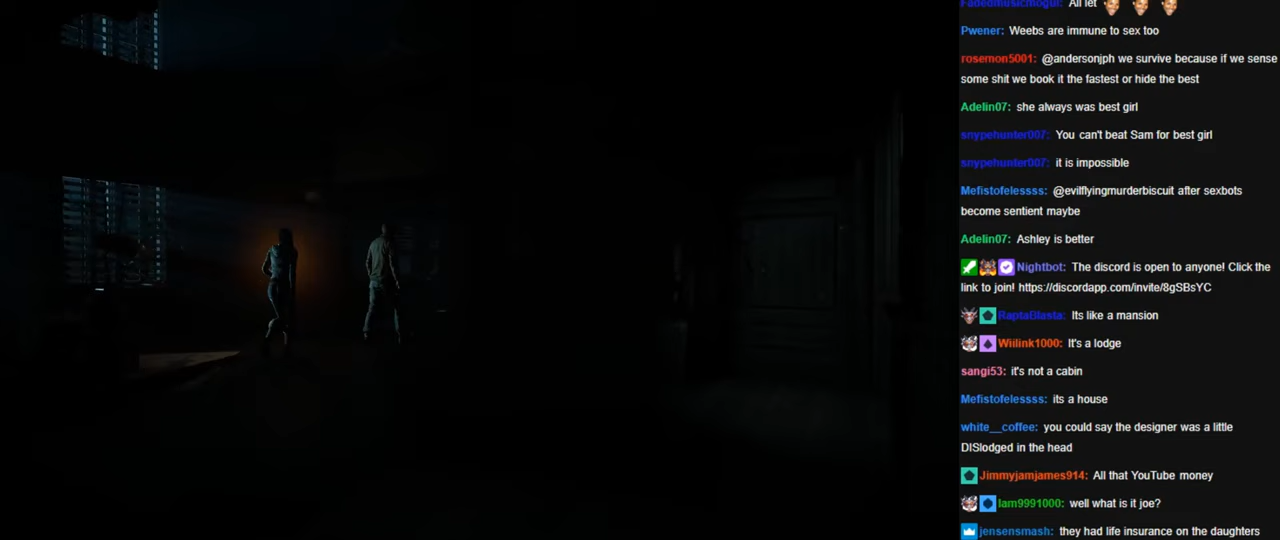 Fadedmusicmogul: All let
Pwener: Weebs are immune to sex too
rosemon5001: @andersonjph we survive because if we sense
some shit we book it the fastest or hide the best
Adelin07: she always was best girl
snypehunter007: You can't beat Sam for best girl
snypehunter007: it is impossible
Mefistofelessss: @evilflyingmurderbiscuit after sexbots
become sentient maybe
Adelin07: Ashley is better
Nightbot: The discord is open to anyone! Click the
link to join! https://discordapp.com/invite/8gSBsYC
RaptaBlasta: Its like a mansion
Wiilink1000: It's a lodge
sangi53: it's not a cabin
Mefistofelessss: its a house
white__coffee: you could say the designer was a little
DISlodged in the head
Jimmyjamjames914: All that YouTube money
Iam9991000: well what is it joe?
jensensmash: they had life insurance on the daughters